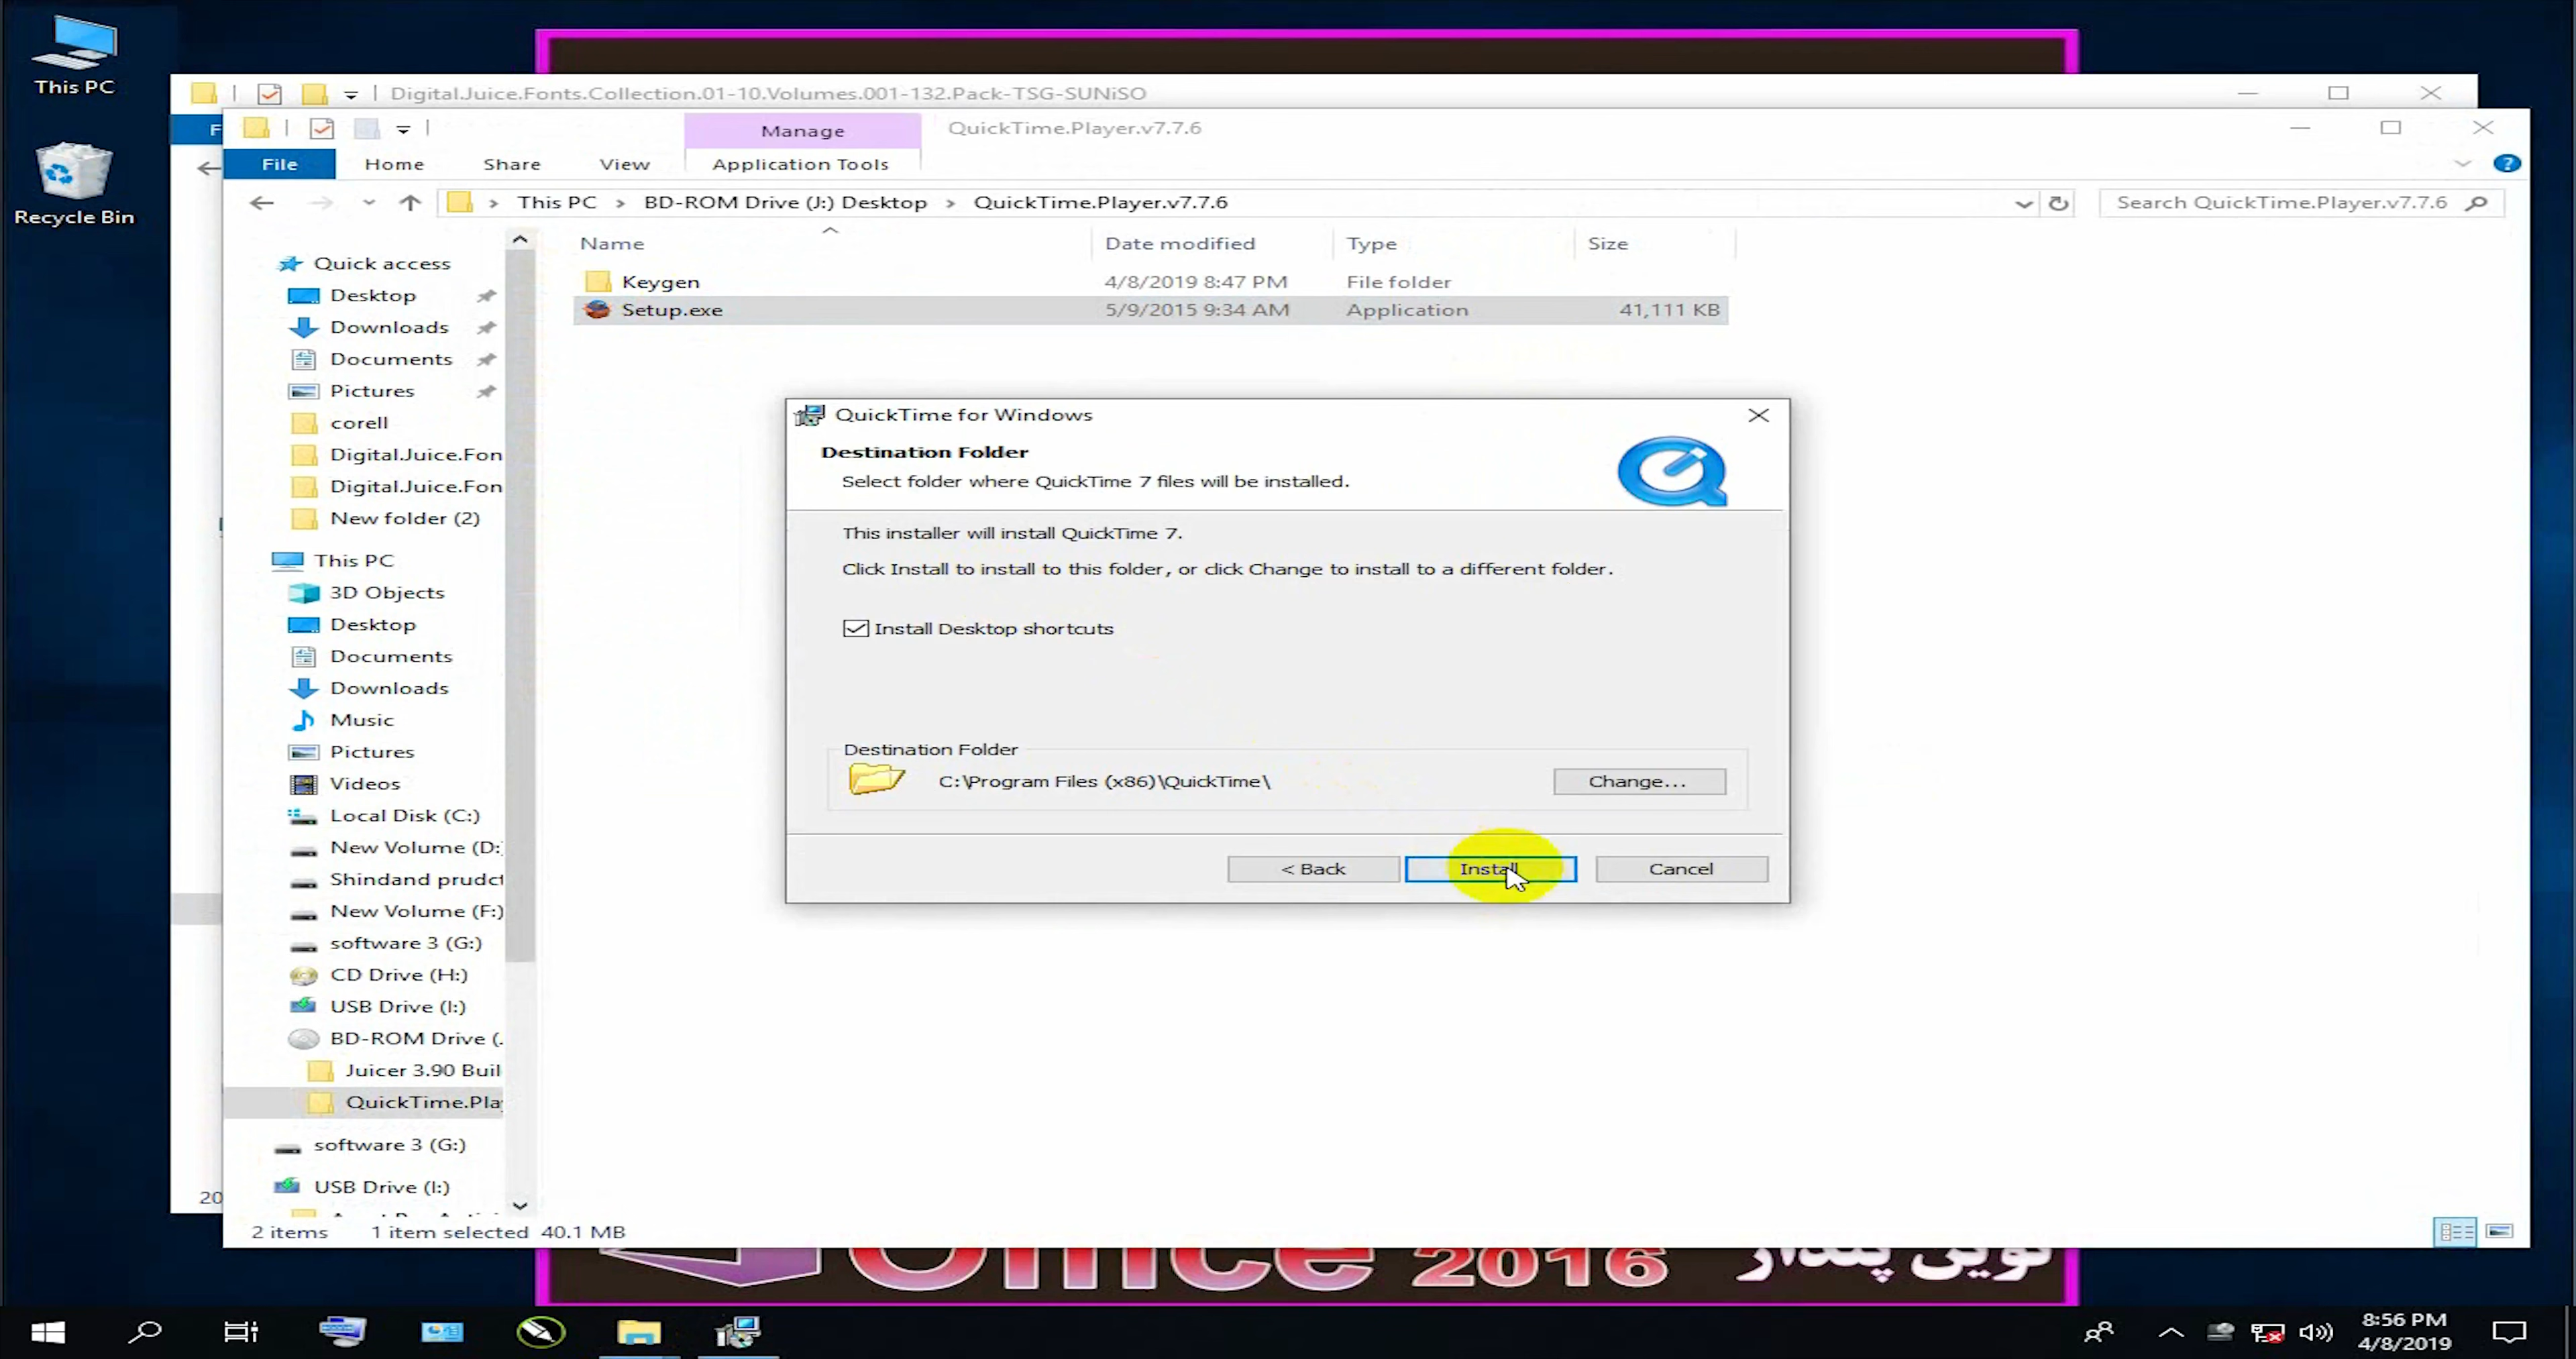 This PC
Recycle Bin
Digital.Juice.Fonts.Collection.01-10.Volumes.001-132.Pack-TSG-SUNiSO
Manage
QuickTime.Player.v7.7.6
File
Home
Share
View
Application Tools
This PC > BD-ROM Drive (J:) Desktop > QuickTime.Player.v7.7.6
Search QuickTime.Player.v7.7.6
Name
Date modified
Type
Size
Keygen
4/8/2019 8:47 PM
File folder
Setup.exe
5/9/2015 9:34 AM
Application
41,111 KB
Quick access
Desktop
Downloads
Documents
Pictures
corell
Digital.Juice.Fon
Digital.Juice.Fon
New folder (2)
This PC
3D Objects
Desktop
Documents
Downloads
Music
Pictures
Videos
Local Disk (C:)
New Volume (D:
Shindand prudct
New Volume (F:)
software 3 (G:)
CD Drive (H:)
USB Drive (I:)
BD-ROM Drive (
Juicer 3.90 Buil
QuickTime.Pla
software 3 (G:)
USB Drive (I:)
QuickTime for Windows
Destination Folder
Select folder where QuickTime 7 files will be installed.
This installer will install QuickTime 7.
Click Install to install to this folder, or click Change to install to a different folder.
Install Desktop shortcuts
Destination Folder
C:\Program Files (x86)\QuickTime\
Change...
< Back
Install
Cancel
20
2 items
1 item selected 40.1 MB
Office 2016
نوین پندار
8:56 PM
4/8/2019